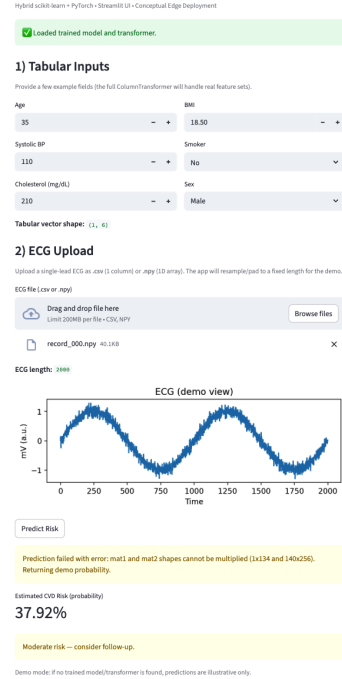 Hybrid scikit-learn + PyTorch • Streamlit UI • Conceptual Edge Deployment
Loaded trained model and transformer.
1) Tabular Inputs
Provide a few example fields (the full ColumnTransformer will handle real feature sets).
Age
BMI
35
18.50
Systolic BP
Smoker
110
No
Cholesterol (mg/dL)
Sex
210
Male
Tabular vector shape: (1, 6)
2) ECG Upload
Upload a single-lead ECG as .csv (1 column) or .npy (1D array). The app will resample/pad to a fixed length for the demo.
ECG file (.csv or .npy)
Drag and drop file here
Limit 200MB per file • CSV, NPY
Browse files
record_000.npy 40.1KB
ECG length: 2000
ECG (demo view)
mV (a.u.)
1
0
−1
0 250 500 750 1000 1250 1500 1750 2000
Time
Predict Risk
Prediction failed with error: mat1 and mat2 shapes cannot be multiplied (1x134 and 140x256).
Returning demo probability.
Estimated CVD Risk (probability)
37.92%
Moderate risk — consider follow-up.
Demo mode: if no trained model/transformer is found, predictions are illustrative only.